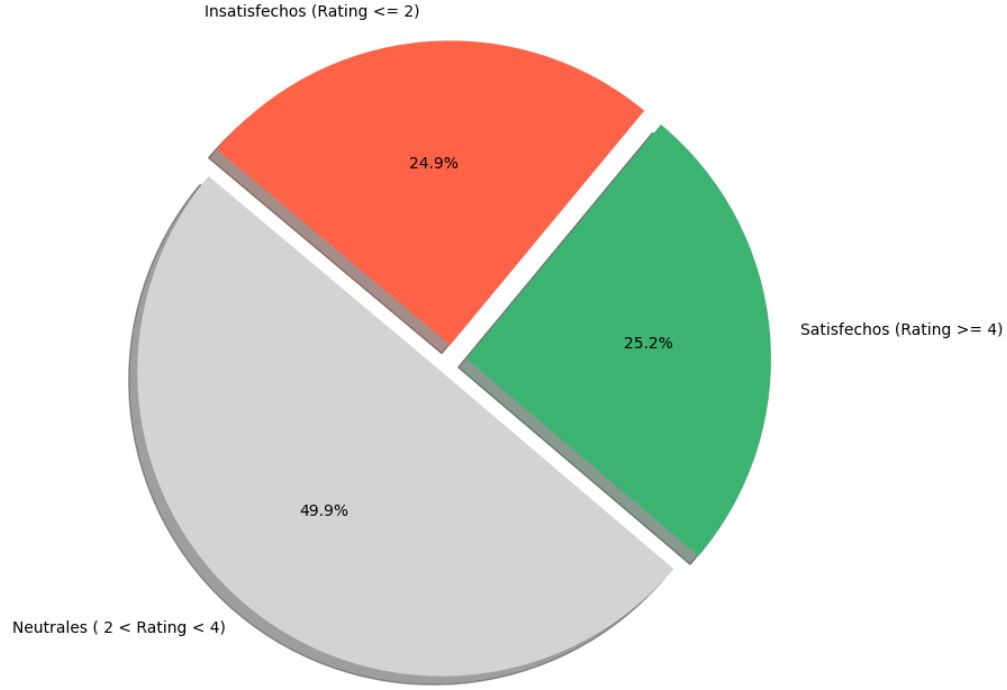 Insatisfechos (Rating <= 2)
24.9%
25.2%
Satisfechos (Rating >= 4)
49.9%
Neutrales ( 2 < Rating < 4)